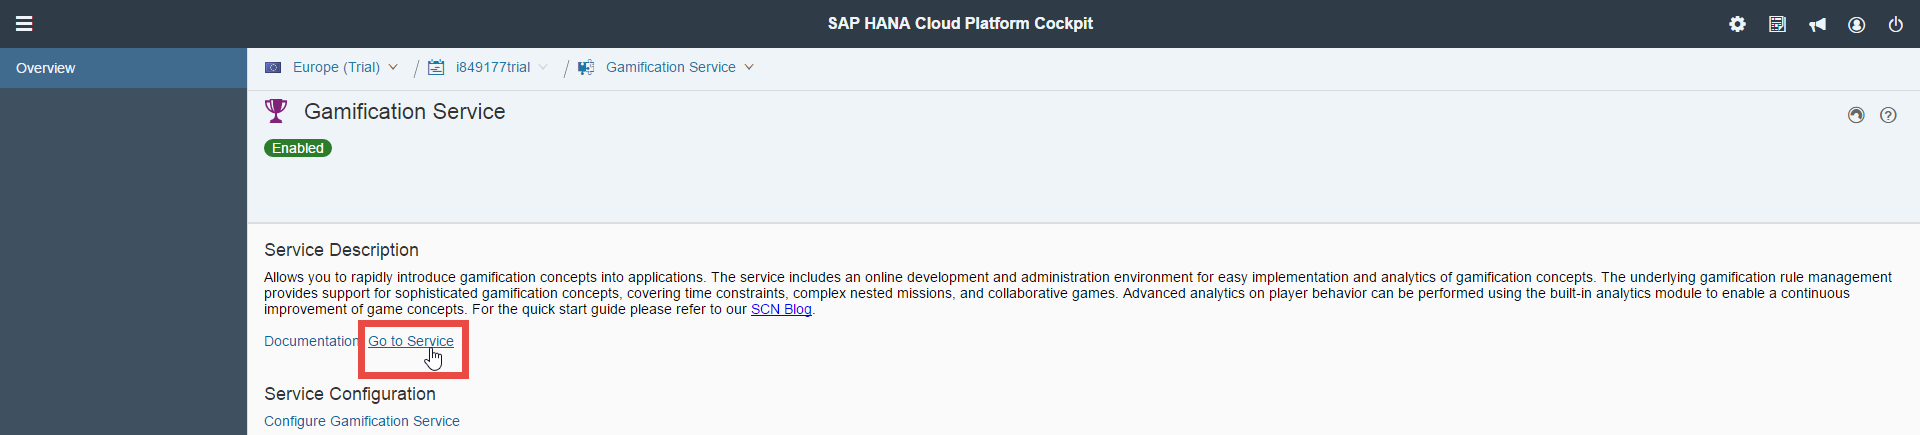 SAP HANA Cloud Platform Cockpit
Overview
Europe (Trial) / i849177trial / Gamification Service
Gamification Service
Enabled
Service Description
Allows you to rapidly introduce gamification concepts into applications. The service includes an online development and administration environment for easy implementation and analytics of gamification concepts. The underlying gamification rule management
provides support for sophisticated gamification concepts, covering time constraints, complex nested missions, and collaborative games. Advanced analytics on player behavior can be performed using the built-in analytics module to enable a continuous
improvement of game concepts. For the quick start guide please refer to our SCN Blog.
Documentation Go to Service
Service Configuration
Configure Gamification Service